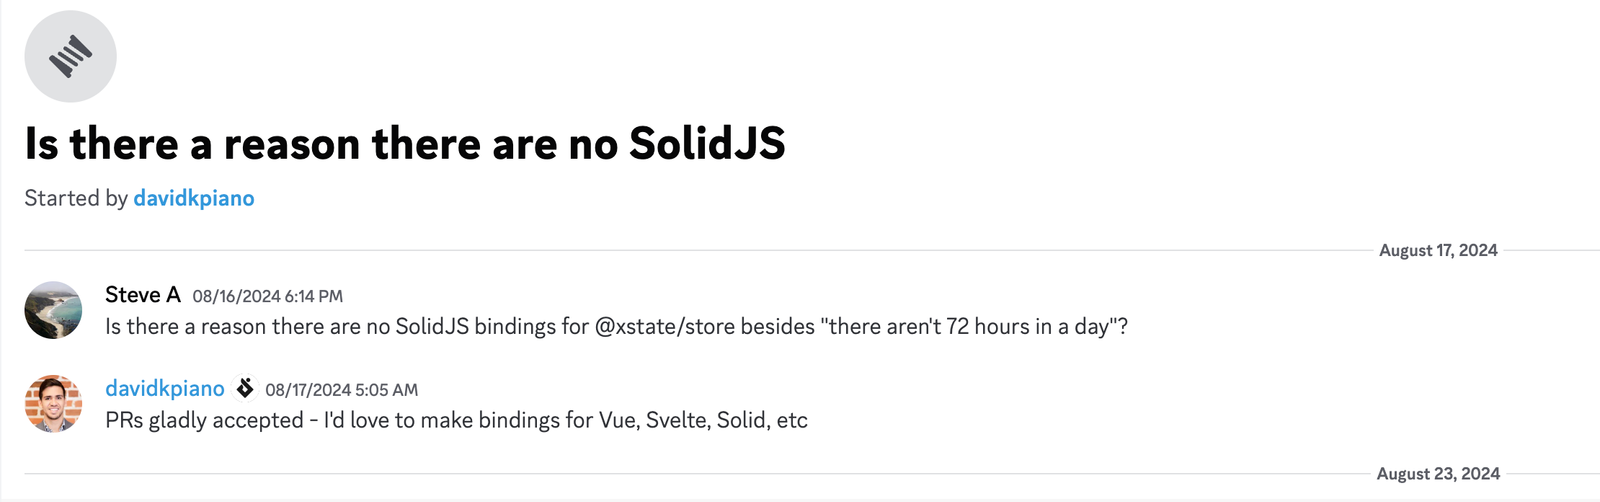 Is there a reason there are no SolidJS
Started by davidkpiano
August 17, 2024
Steve A 08/16/2024 6:14 PM
Is there a reason there are no SolidJS bindings for @xstate/store besides "there aren't 72 hours in a day"?
davidkpiano 08/17/2024 5:05 AM
PRs gladly accepted - I'd love to make bindings for Vue, Svelte, Solid, etc
August 23, 2024